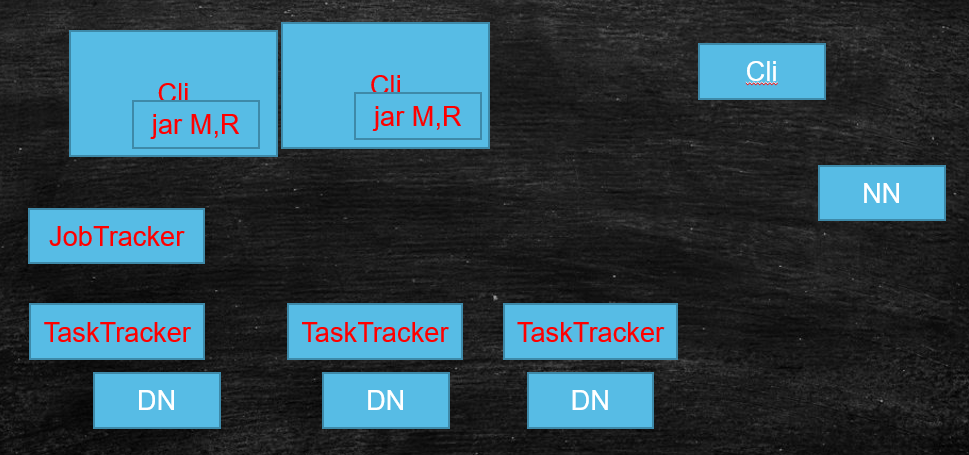 Cli
jar M,R
Cli
jar M,R
Cli
NN
JobTracker
TaskTracker
TaskTracker
TaskTracker
DN
DN
DN